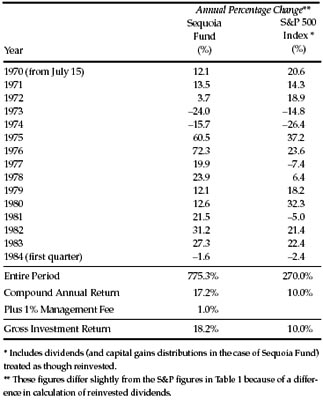 Annual Percentage Change**
Sequoia S&P 500
Fund Index *
Year (%) (%)
1970 (from July 15) 12.1 20.6
1971 13.5 14.3
1972 3.7 18.9
1973 –24.0 –14.8
1974 –15.7 –26.4
1975 60.5 37.2
1976 72.3 23.6
1977 19.9 –7.4
1978 23.9 6.4
1979 12.1 18.2
1980 12.6 32.3
1981 21.5 –5.0
1982 31.2 21.4
1983 27.3 22.4
1984 (first quarter) –1.6 –2.4
Entire Period 775.3% 270.0%
Compound Annual Return 17.2% 10.0%
Plus 1% Management Fee 1.0%
Gross Investment Return 18.2% 10.0%
* Includes dividends (and capital gains distributions in the case of Sequoia Fund)
treated as though reinvested.
** These figures differ slightly from the S&P figures in Table 1 because of a differ-
ence in calculation of reinvested dividends.